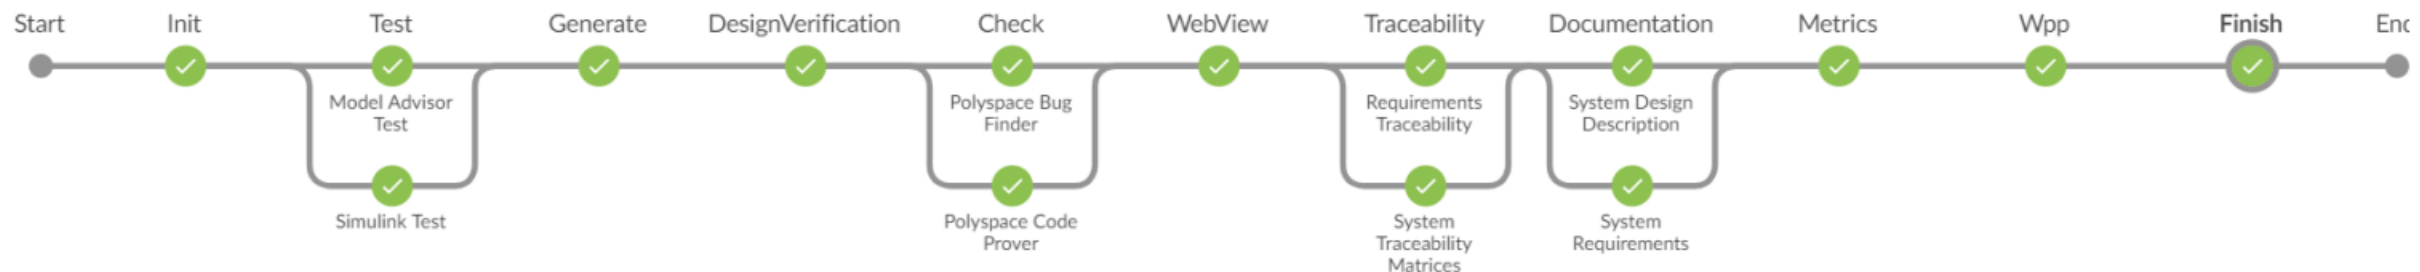 Start
Init
Test
Generate
DesignVerification
Check
WebView
Traceability
Documentation
Metrics
Wpp
Finish
Model Advisor
Test
Simulink Test
Polyspace Bug
Finder
Polyspace Code
Prover
Requirements
Traceability
System
Traceability
Matrices
System Design
Description
System
Requirements